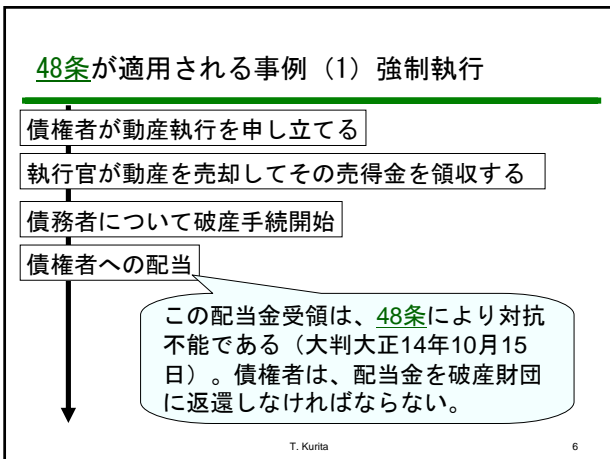 48条が適用される事例（1）強制執行
債権者が動産執行を申し立てる
執行官が動産を売却してその売得金を領収する
債務者について破産手続開始
債権者への配当
この配当金受領は、48条により対抗
不能である（大判大正14年10月15
日）。債権者は、配当金を破産財団
に返還しなければならない。
T. Kurita
6